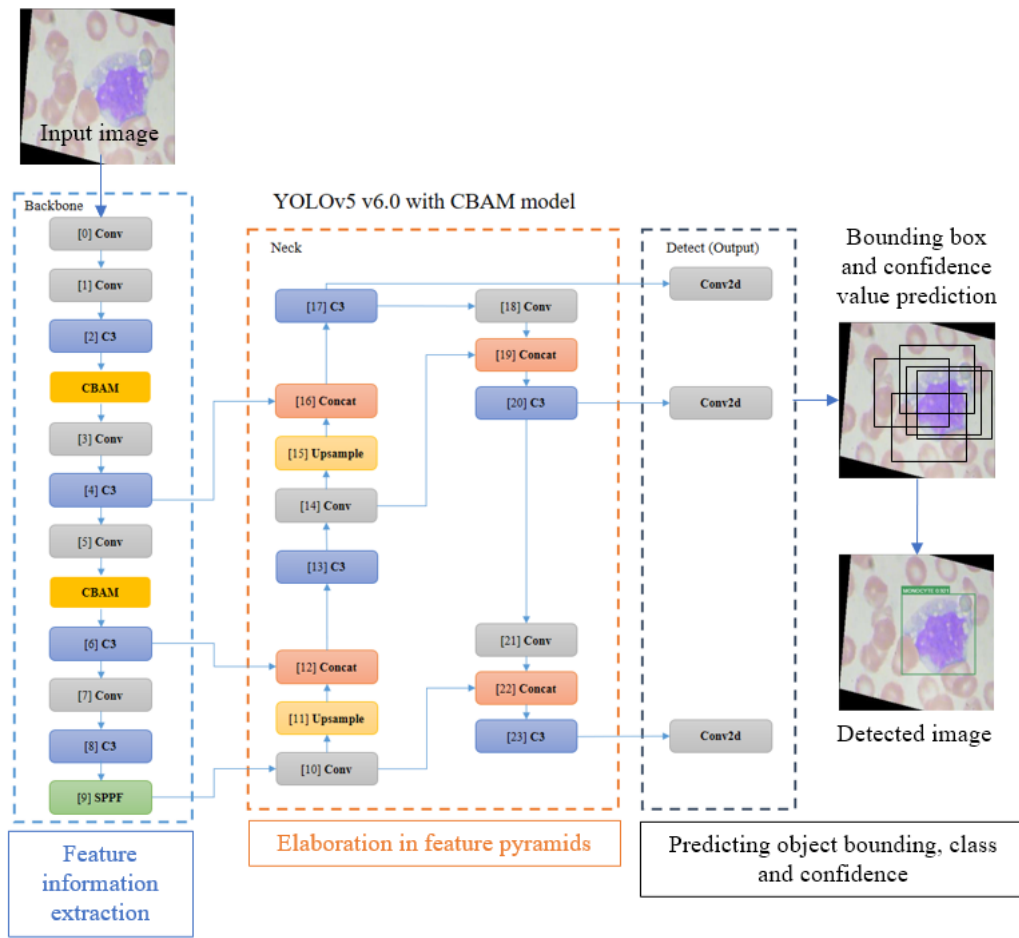 Input image
Backbone
[0] Conv
[1] Conv
[2] C3
CBAM
[3] Conv
[4] C3
[5] Conv
CBAM
[6] C3
[7] Conv
[8] C3
[9] SPPF
Feature
information
extraction
YOLOv5 v6.0 with CBAM model
Neck
[17] C3
[16] Concat
[15] Upsample
[14] Conv
[13] C3
[12] Concat
[11] Upsample
[10] Conv
[18] Conv
[19] Concat
[20] C3
[21] Conv
[22] Concat
[23] C3
Elaboration in feature pyramids
Detect (Output)
Conv2d
Conv2d
Conv2d
Predicting object bounding, class
and confidence
Bounding box
and confidence
value prediction
MONOCYTE 0.921
Detected image